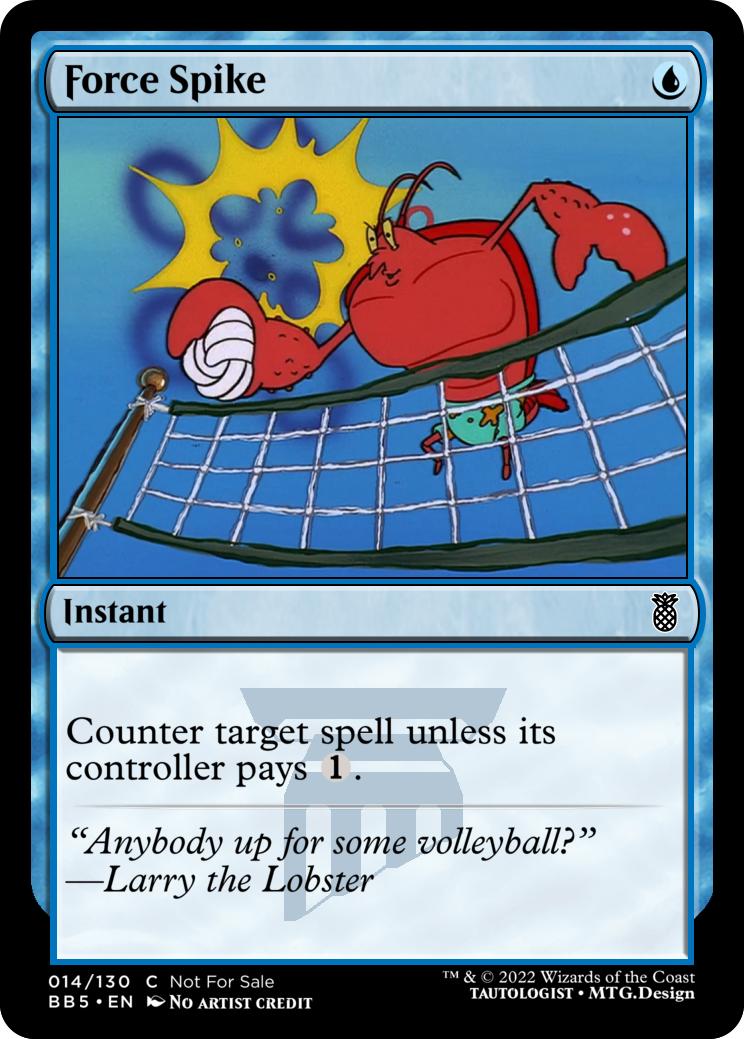 Force Spike
Instant
Counter target spell unless its
controller pays 1.
“Anybody up for some volleyball?”
—Larry the Lobster
014/130 C Not For Sale
BB5 • EN No artist credit
™ & © 2022 Wizards of the Coast
TAUTOLOGIST • MTG.Design